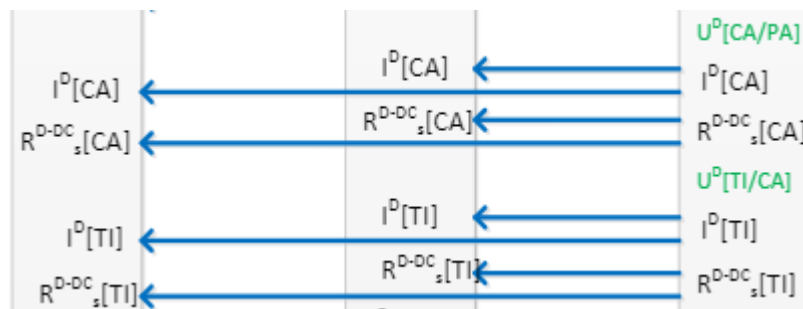 U^D[CA/PA]
I^D[CA]
I^D[CA]
I^D[CA]
R^D-DC_s[CA]
R^D-DC_s[CA]
R^D-DC_s[CA]
U^D[TI/CA]
I^D[TI]
I^D[TI]
I^D[TI]
R^D-DC_s[TI]
R^D-DC_s[TI]
R^D-DC_s[TI]